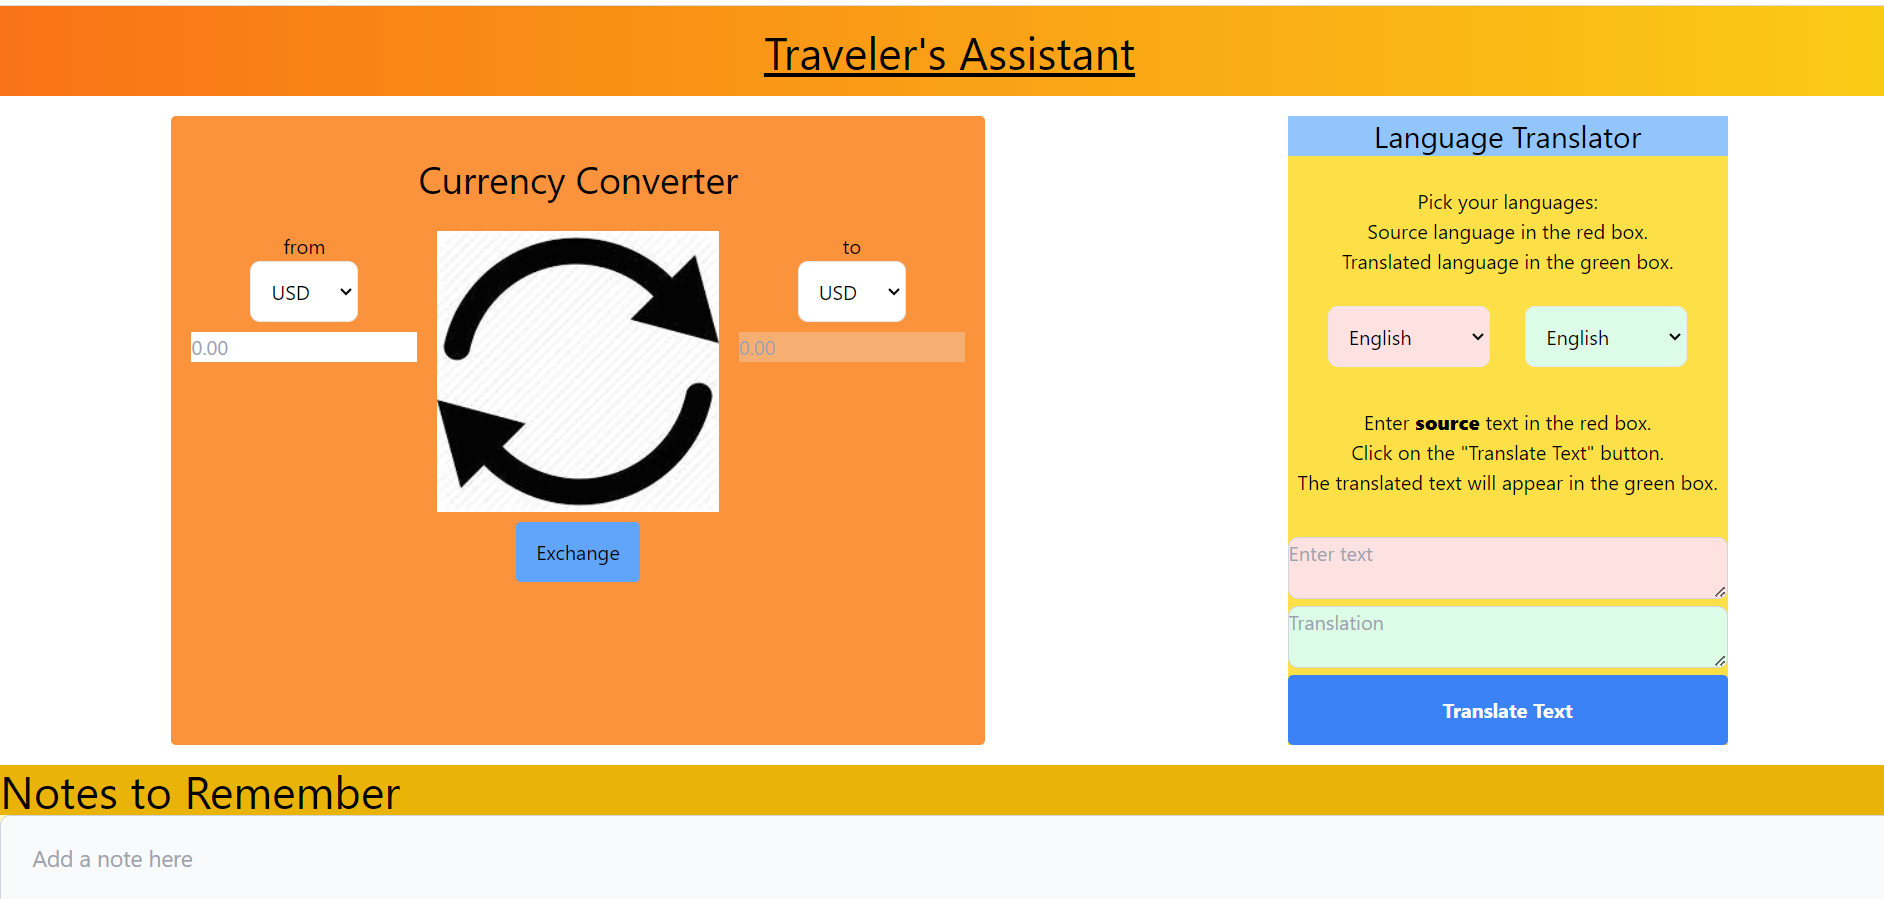 Traveler's Assistant
Currency Converter
from
USD
0.00
to
USD
0.00
Exchange
Language Translator
Pick your languages:
Source language in the red box.
Translated language in the green box.
English
English
Enter source text in the red box.
Click on the "Translate Text" button.
The translated text will appear in the green box.
Enter text
Translation
Translate Text
Notes to Remember
Add a note here